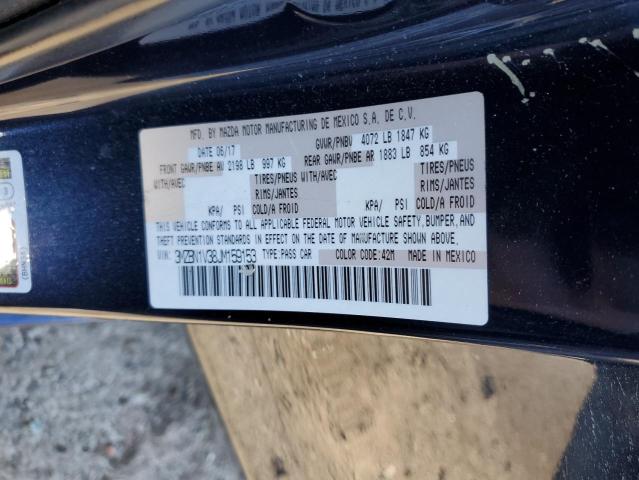 MFD. BY MAZDA MOTOR MANUFACTURING DE MEXICO S.A. DE C.V.
DATE 06/17 GVWR/PNBV 4072 LB 1847 KG
FRONT GAWR/PNBE AV 2198 LB 997 KG REAR GAWR/PNBE AR 1883 LB 854 KG
WITH/AVEC TIRES/PNEUS WITH/AVEC TIRES/PNEUS
RIMS/JANTES RIMS/JANTES
KPA/ PSI COLD/A FROID KPA/ PSI COLD/A FROID
THIS VEHICLE CONFORMS TO ALL APPLICABLE FEDERAL MOTOR VEHICLE SAFETY, BUMPER, AND
THEFT PREVENTION STANDARDS IN EFFECT ON THE DATE OF MANUFACTURE SHOWN ABOVE.
VIN: 3MZBN1V38JM159153 TYPE: PASS CAR COLOR CODE: 42M MADE IN MEXICO